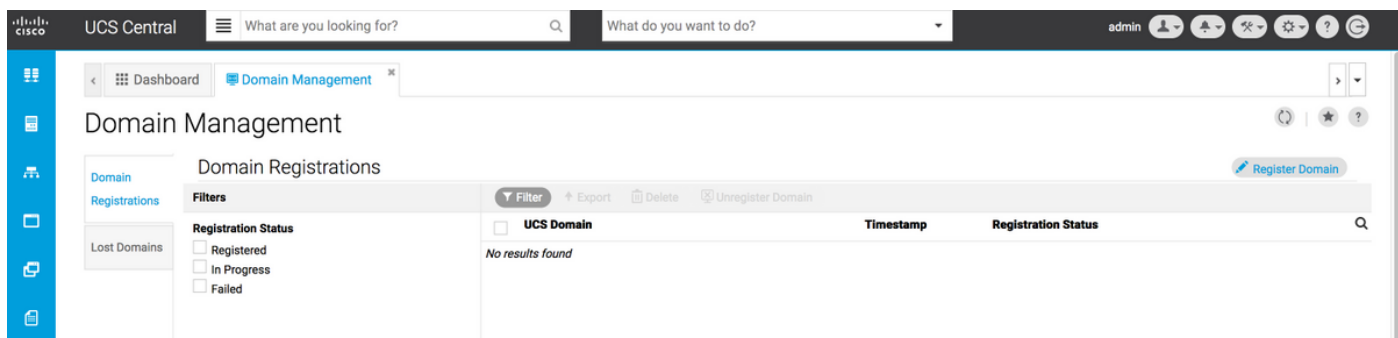 cisco
UCS Central
What are you looking for?
What do you want to do?
admin
?
Dashboard
Domain Management
Domain Management
?
Domain Registrations
Lost Domains
Domain Registrations
Register Domain
Filters
Filter
Export
Delete
Unregister Domain
Registration Status
Registered
In Progress
Failed
UCS Domain
Timestamp
Registration Status
No results found